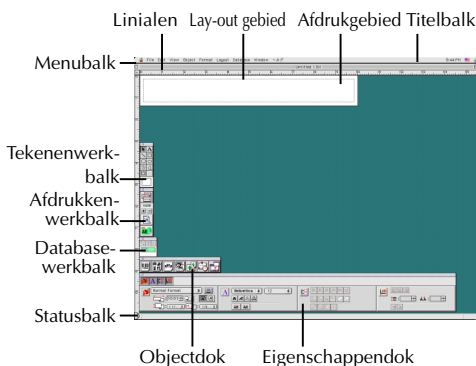 Linialen Lay-out gebied Afdrukgebied Titelbalk
Menubalk
File Edit View Object Format Layout Database Window
Tekenenwerk-
balk
Afdrukken-
werkbalk
Database-
werkbalk
Statusbalk
Objectdok Eigenschappendok